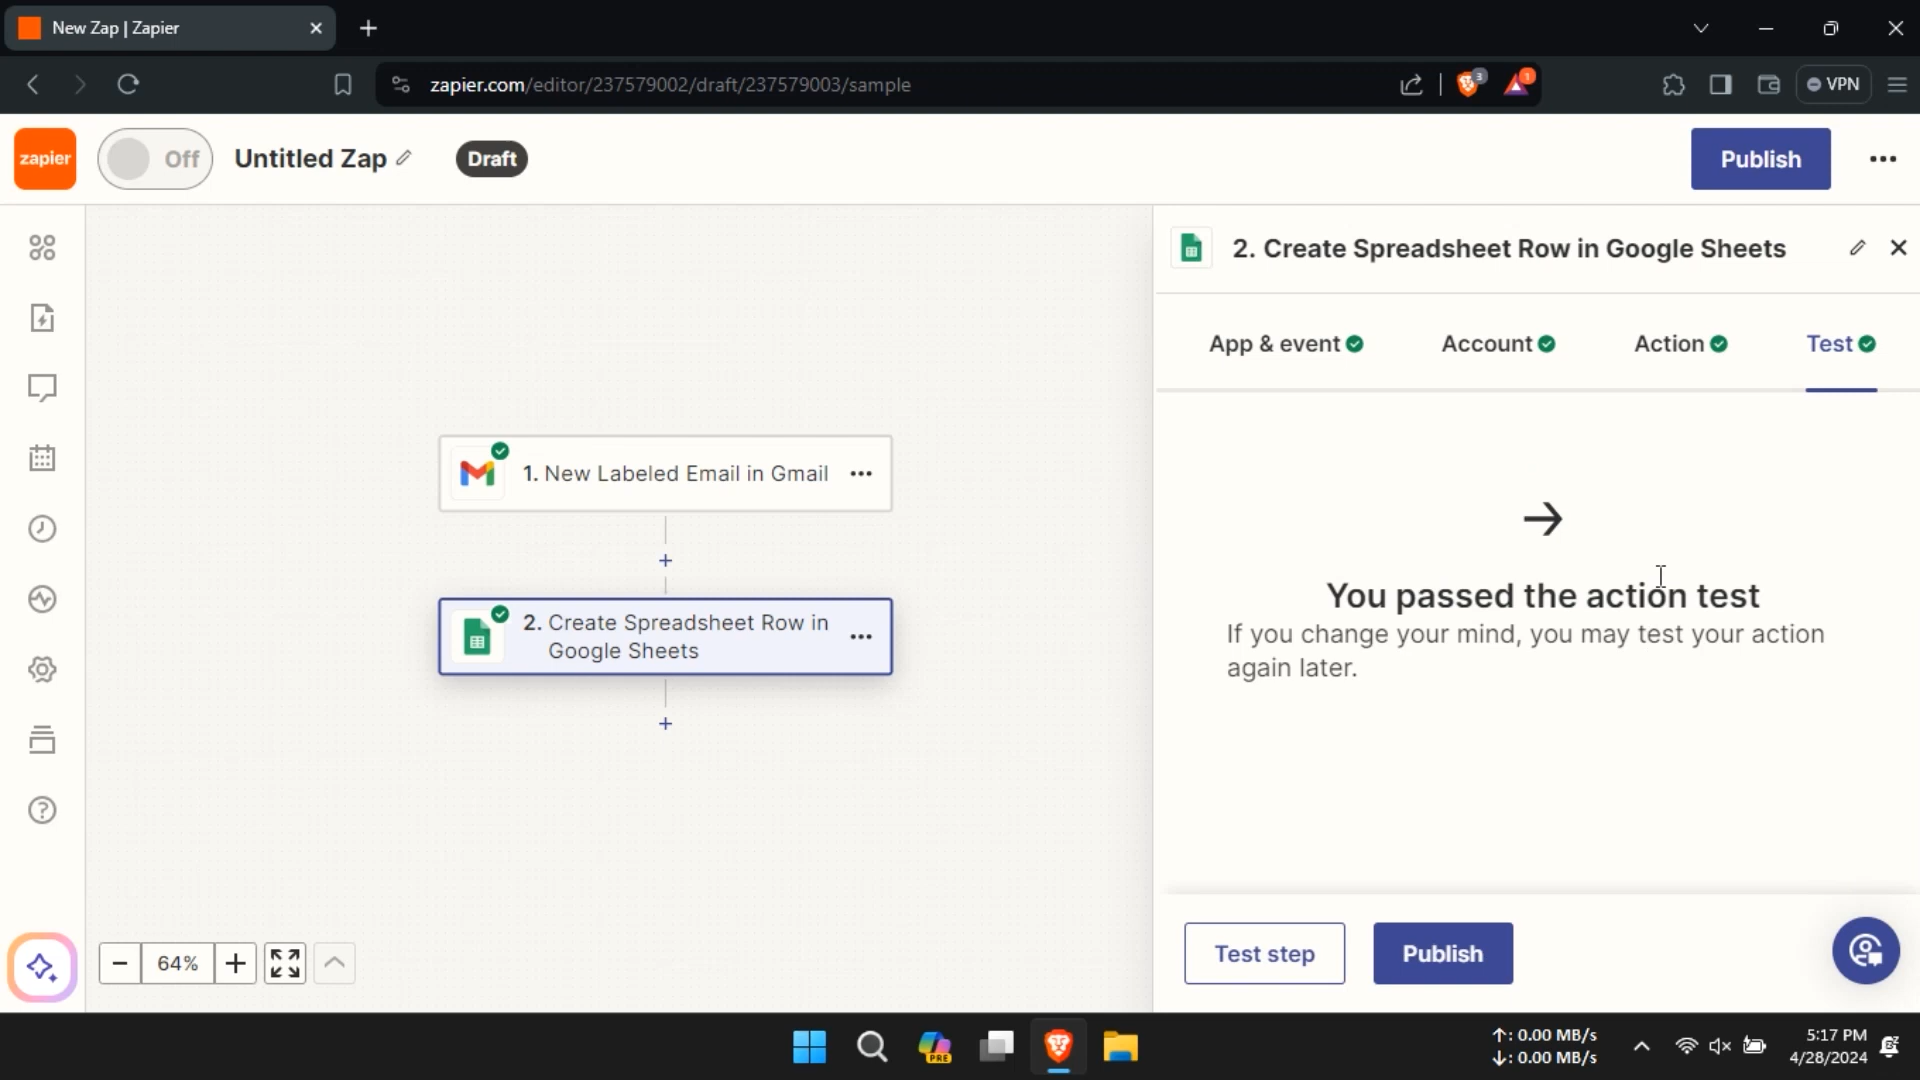 New Zap | Zapier
zapier.com/editor/237579002/draft/237579003/sample
3
1
VPN
zapier
Off
Untitled Zap
Draft
Publish
2. Create Spreadsheet Row in Google Sheets
App & event
Account
Action
Test
1. New Labeled Email in Gmail
2. Create Spreadsheet Row in
Google Sheets
You passed the action test
If you change your mind, you may test your action
again later.
64%
Test step
Publish
PRE
↑: 0.00 MB/s
↓: 0.00 MB/s
5:17 PM
4/28/2024